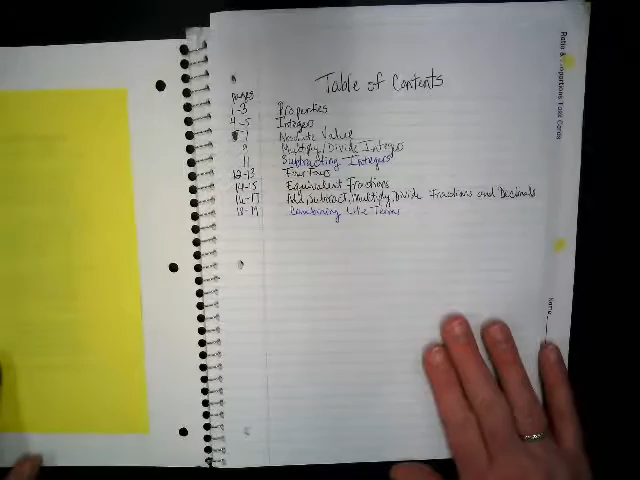 Table of Contents
pages
1-3 Properties
4-5 Integers
-7 Absolute Value
9 Multiply/Divide Integers
11 Subtracting Integers
12-13 Four Fours
14-15 Equivalent Fractions
16-17 Add, Subtract, Multiply, Divide Fractions and Decimals
18-19 Combining Like Terms
Ratio & Proportions Task Cards